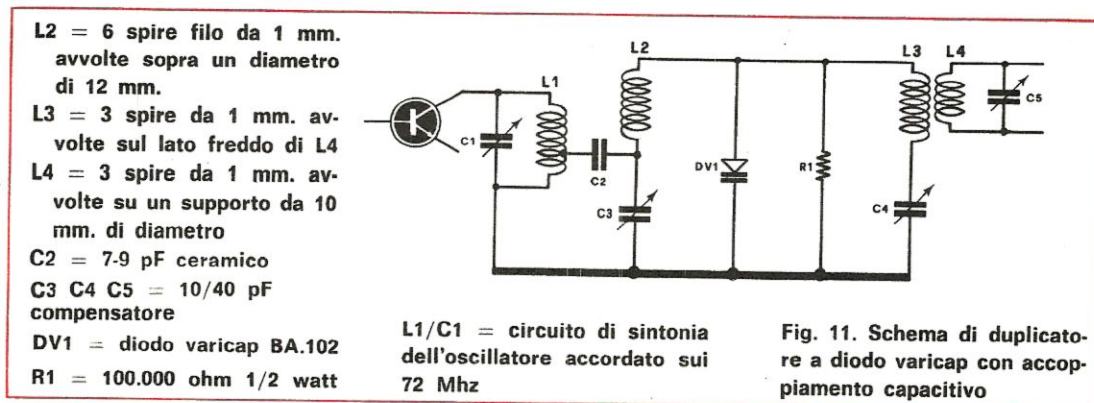 L2 = 6 spire filo da 1 mm.
avvolte sopra un diametro
di 12 mm.
L3 = 3 spire da 1 mm. av-
volte sul lato freddo di L4
L4 = 3 spire da 1 mm. av-
volte su un supporto da 10
mm. di diametro
C2 = 7-9 pF ceramico
C3 C4 C5 = 10/40 pF
compensatore
DV1 = diodo varicap BA.102
R1 = 100.000 ohm 1/2 watt
L1
L2
L3
L4
C1
C2
C3
DV1
R1
C4
C5
L1/C1 = circuito di sintonia
dell'oscillatore accordato sui
72 Mhz
Fig. 11. Schema di duplicato-
re a diodo varicap con accop-
piamento capacitivo